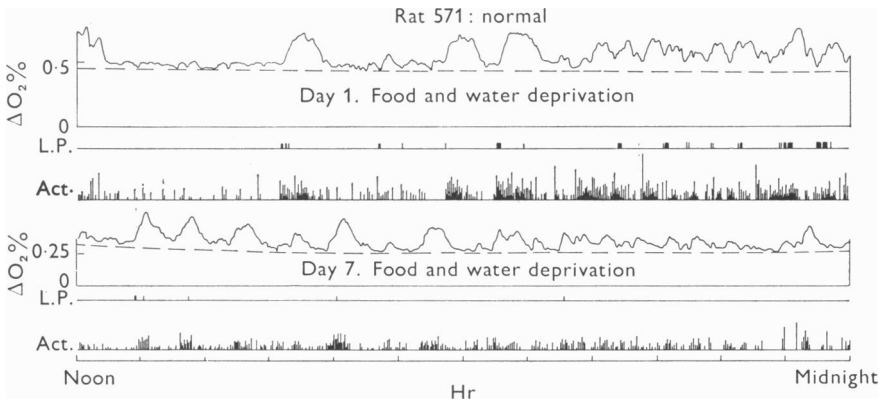 Rat 571: normal
ΔO₂%
0·5
Day 1. Food and water deprivation
0
L.P.
Act.
ΔO₂%
0·25
Day 7. Food and water deprivation
0
L.P.
Act.
Noon
Hr
Midnight